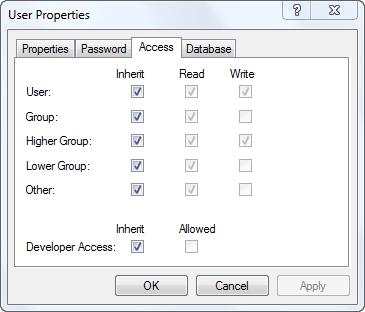 User Properties
Properties Password Access Database
Inherit Read Write
User:
Group:
Higher Group:
Lower Group:
Other:
Inherit Allowed
Developer Access:
OK Cancel Apply